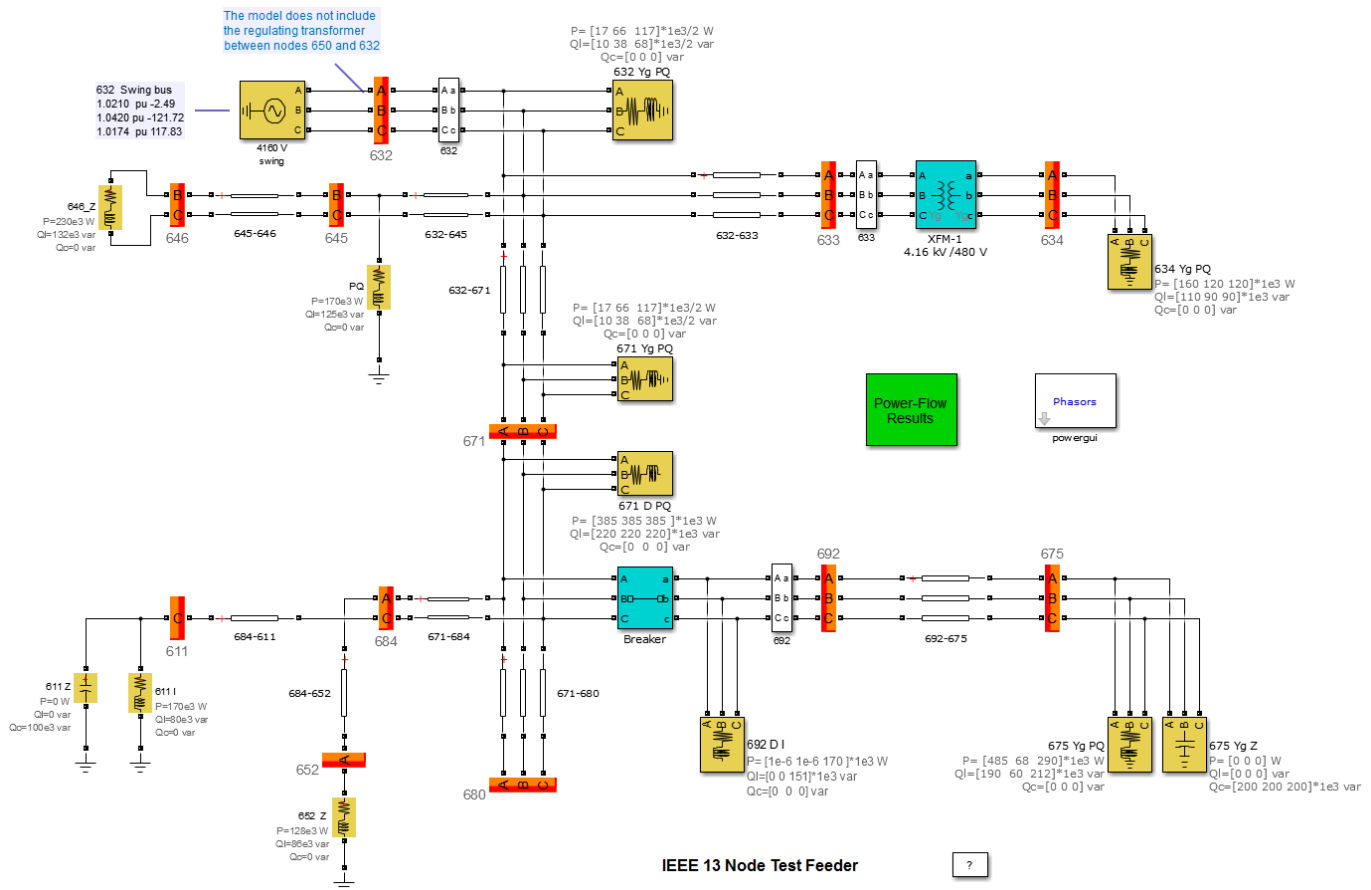 The model does not include
the regulating transformer
between nodes 650 and 632
632 Swing bus
1.0210 pu -2.49
1.0420 pu -121.72
1.0174 pu 117.83
A
B
C
4160 V
swing
A
B
C
632
A a
B b
C c
632
P= [17 66 117]*1e3/2 W
Ql=[10 38 68]*1e3/2 var
Qc=[0 0 0] var
632 Yg PQ
A
B
C
646_Z
P=230e3 W
Ql=132e3 var
Qc=0 var
B
C
646
645-646
B
C
645
632-645
PQ
P=170e3 W
Ql=125e3 var
Qc=0 var
632-633
A
B
C
633
A a
B b
C c
633
A
B
C
a
b
c
Yg
Yg
XFM-1
4.16 kV /480 V
A
B
C
634
A
B
C
634 Yg PQ
P= [160 120 120]*1e3 W
Ql=[110 90 90]*1e3 var
Qc=[0 0 0] var
632-671
P= [17 66 117]*1e3/2 W
Ql=[10 38 68]*1e3/2 var
Qc=[0 0 0] var
671 Yg PQ
A
B
C
671
A
B
C
A
B
C
671 D PQ
P= [385 385 385 ]*1e3 W
Ql=[220 220 220]*1e3 var
Qc=[0 0 0] var
Power-Flow
Results
Phasors
powergui
C
611
684-611
A
C
684
671-684
A
B
C
a
b
c
Breaker
A a
B b
C c
692
692
A
B
C
692-675
675
A
B
C
611 Z
P=0 W
Ql=0 var
Qc=100e3 var
611 I
P=170e3 W
Ql=80e3 var
Qc=0 var
684-652
671-680
652
A
680
A
B
C
652 Z
P=128e3 W
Ql=86e3 var
Qc=0 var
A
B
C
692 D I
P= [1e-6 1e-6 170 ]*1e3 W
Ql=[0 0 151]*1e3 var
Qc=[0 0 0] var
A
B
C
675 Yg PQ
P= [485 68 290]*1e3 W
Ql=[190 60 212]*1e3 var
Qc=[0 0 0] var
A
B
C
675 Yg Z
P= [0 0 0] W
Ql=[0 0 0] var
Qc=[200 200 200]*1e3 var
IEEE 13 Node Test Feeder
?